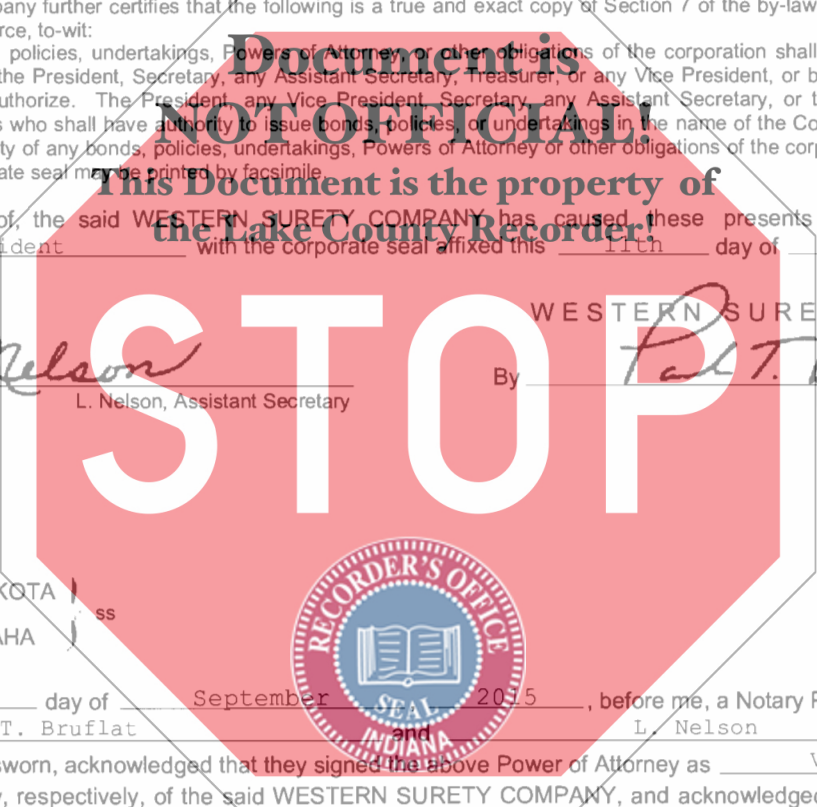 pany further certifies that the following is a true and exact copy of Section 7 of the by-law
rce, to-wit:
policies, undertakings, Powers of Attorney, or other obligations of the corporation shall
the President, Secretary, any Assistant Secretary, Treasurer, or any Vice President, or b
uthorize. The President, any Vice President, Secretary, any Assistant Secretary, or t
s who shall have authority to issue bonds, policies, or undertakings in the name of the Co
ty of any bonds, policies, undertakings, Powers of Attorney or other obligations of the corp
ate seal may be printed by facsimile.
Document is
NOT OFFICIAL!
This Document is the property of
the Lake County Recorder!
of, the said WESTERN SURETY COMPANY has caused these presents
ident with the corporate seal affixed this 11th day of
STOP
WESTERN SURE
Nelson
By Paul T.
L. Nelson, Assistant Secretary
KOTA
ss
AHA
RECORDER'S OFFICE
SEAL
INDIANA
day of September 2015 , before me, a Notary P
T. Bruflat and L. Nelson
sworn, acknowledged that they signed the above Power of Attorney as V
, respectively, of the said WESTERN SURETY COMPANY, and acknowledged